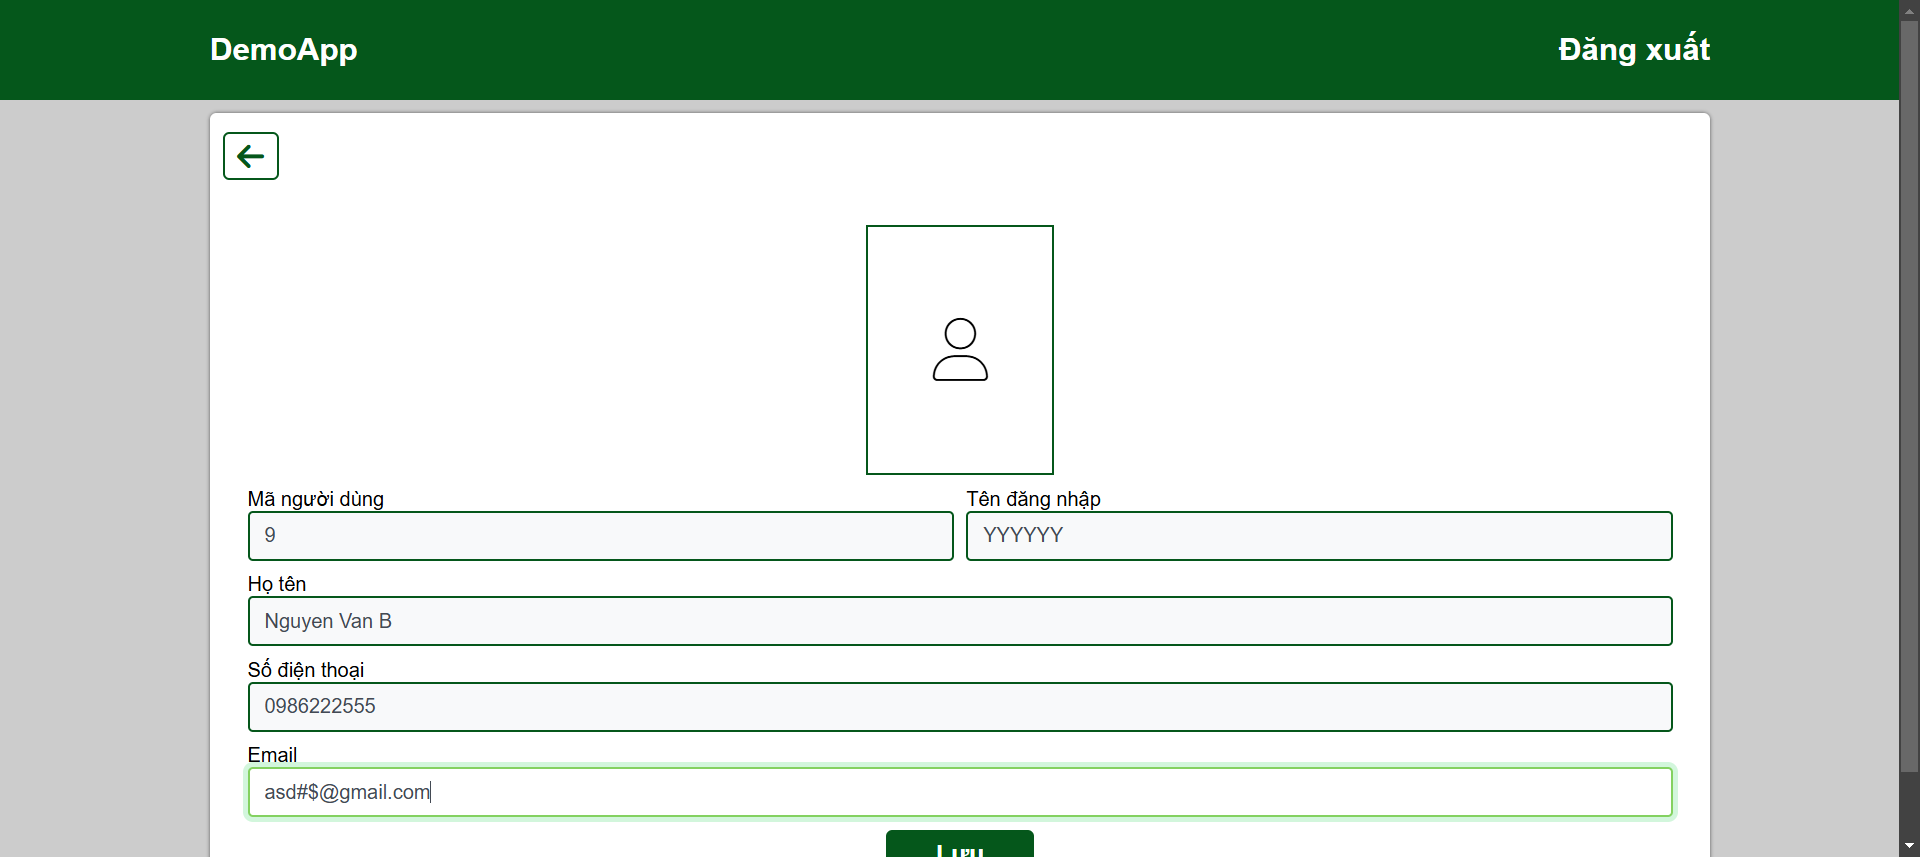 DemoApp
Đăng xuất
Mã người dùng
Tên đăng nhập
9
YYYYYY
Họ tên
Nguyen Van B
Số điện thoại
0986222555
Email
asd#$@gmail.com
Lưu